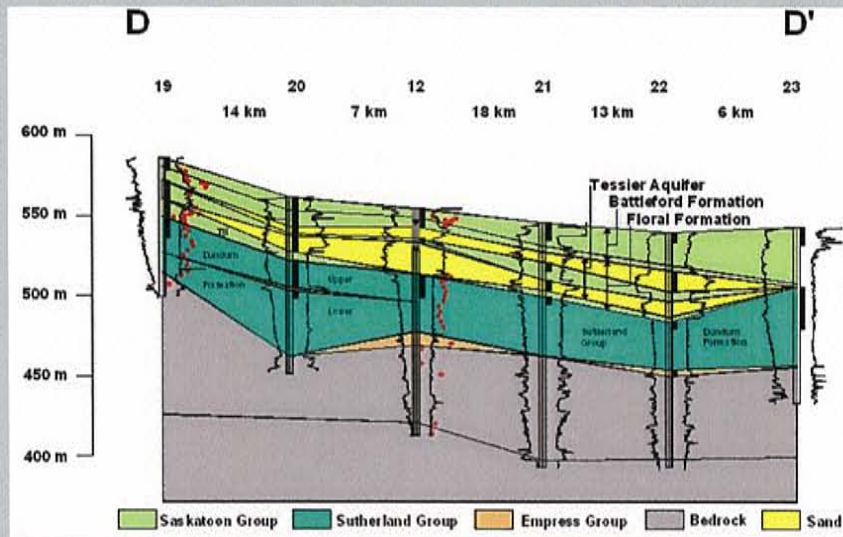 D D'
19 20 12 21 22 23
14 km 7 km 18 km 13 km 6 km
600 m
550 m
500 m
450 m
400 m
Tessier Aquifer
Battleford Formation
Floral Formation
Till
Dundurn
Formation
Upper
Lower
Sutherland
Group
Dundurn
Formation
Saskatoon Group Sutherland Group Empress Group Bedrock Sand